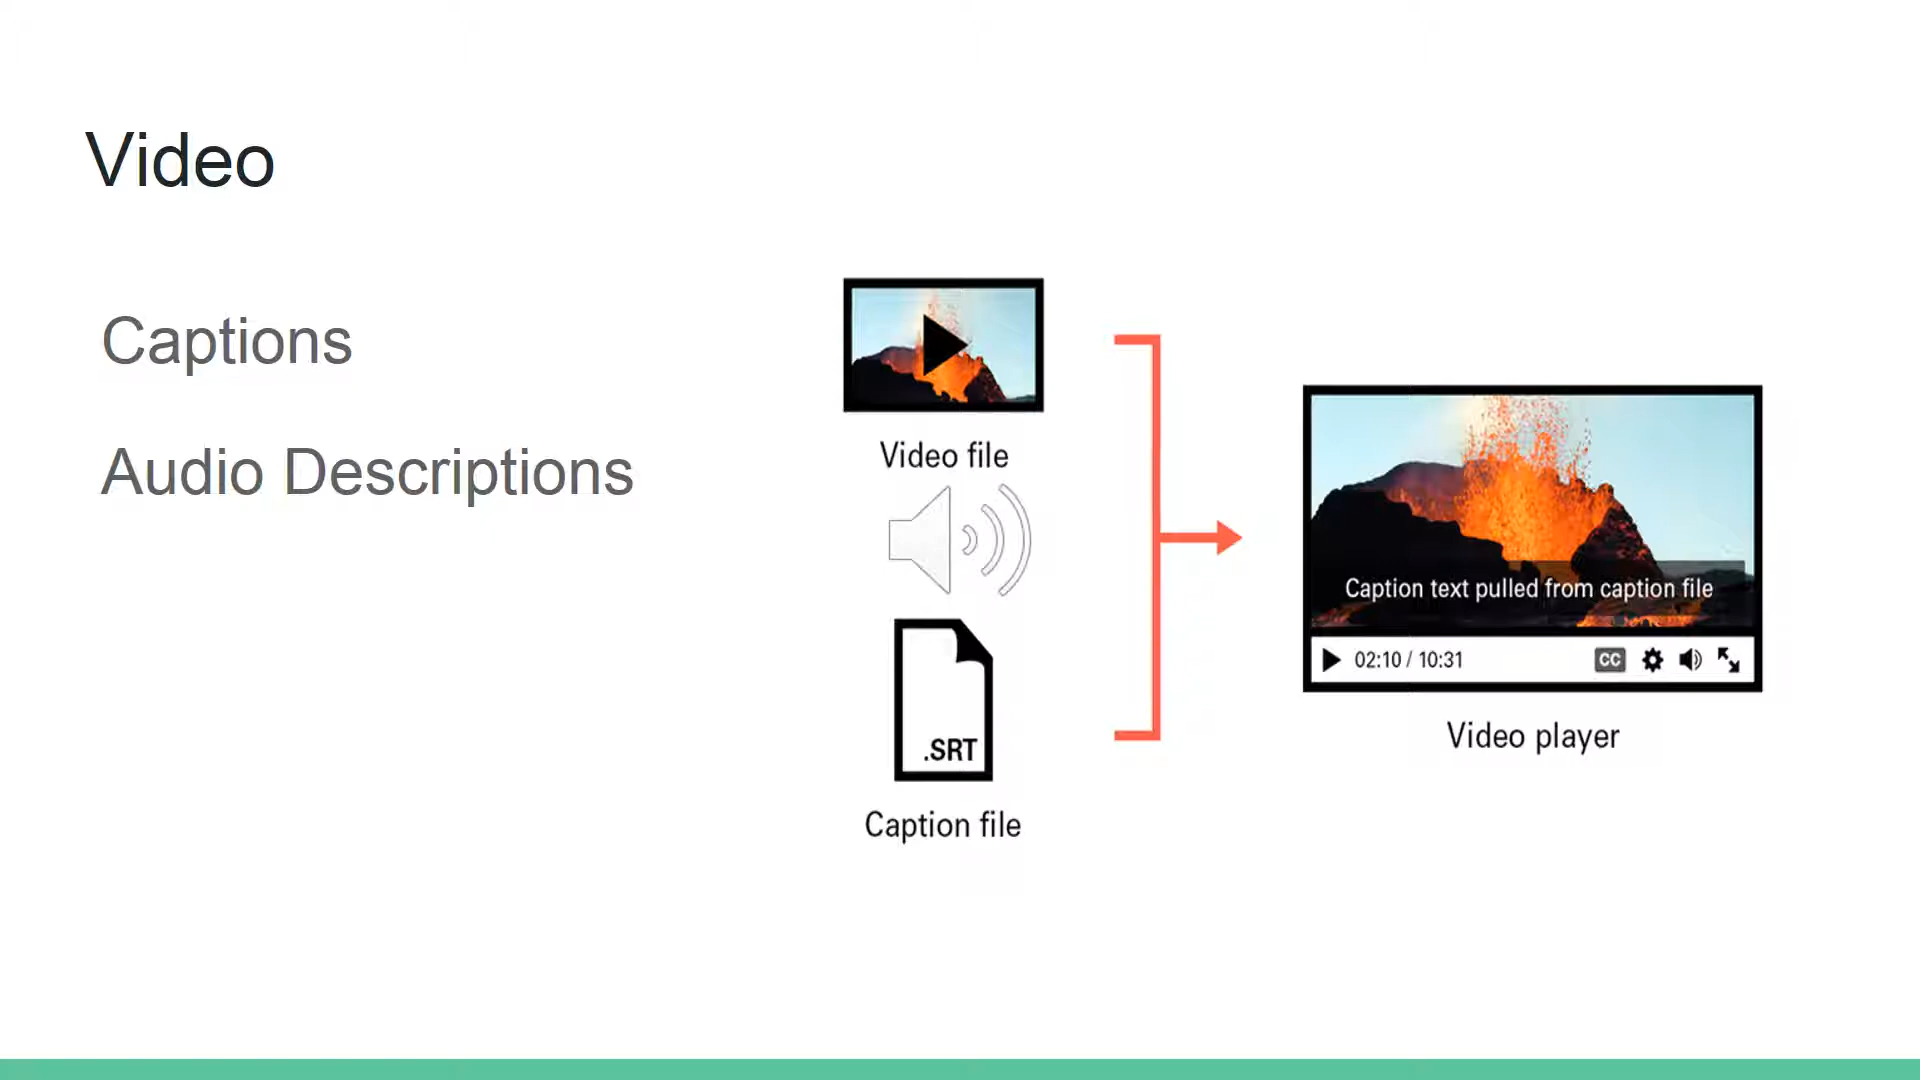 Video
Captions
Audio Descriptions
Video file
.SRT
Caption file
Caption text pulled from caption file
02:10 / 10:31
CC
Video player